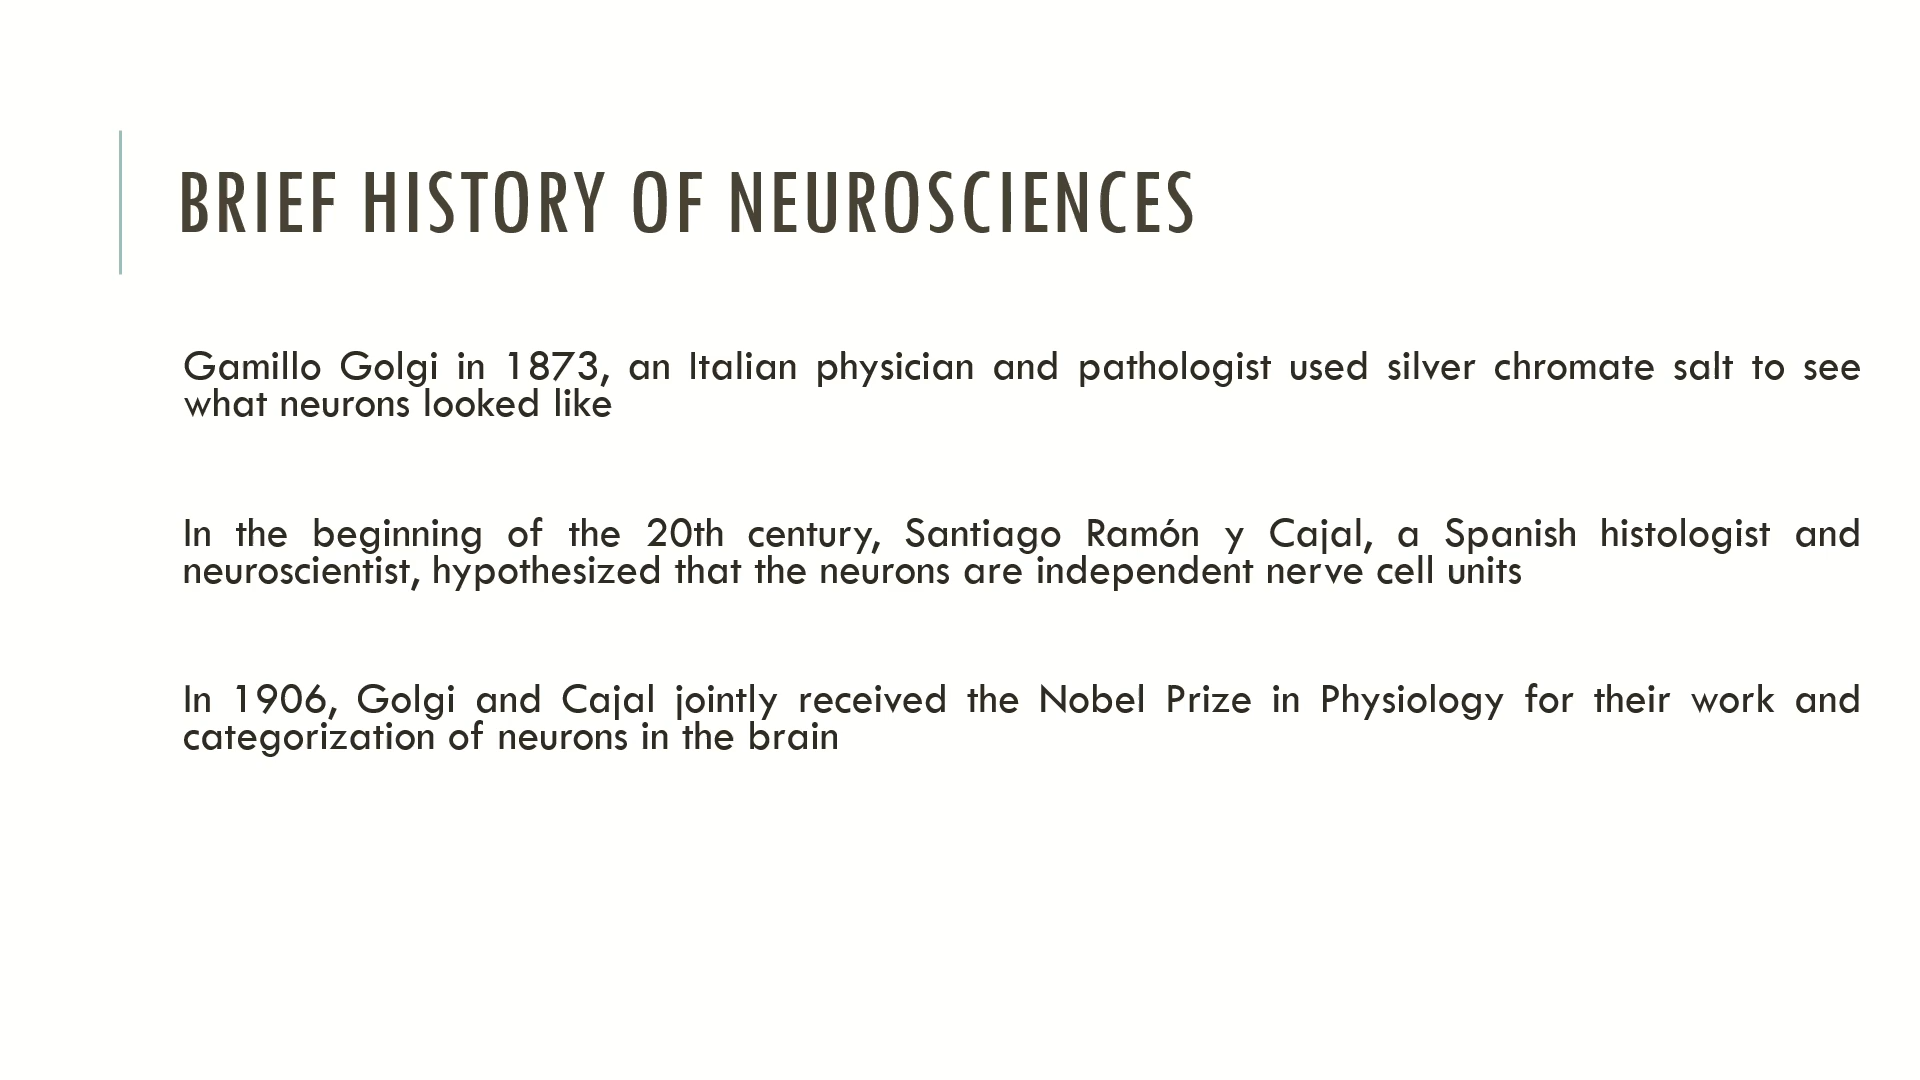 BRIEF HISTORY OF NEUROSCIENCES
Gamillo Golgi in 1873, an Italian physician and pathologist used silver chromate salt to see
what neurons looked like
In the beginning of the 20th century, Santiago Ramón y Cajal, a Spanish histologist and
neuroscientist, hypothesized that the neurons are independent nerve cell units
In 1906, Golgi and Cajal jointly received the Nobel Prize in Physiology for their work and
categorization of neurons in the brain